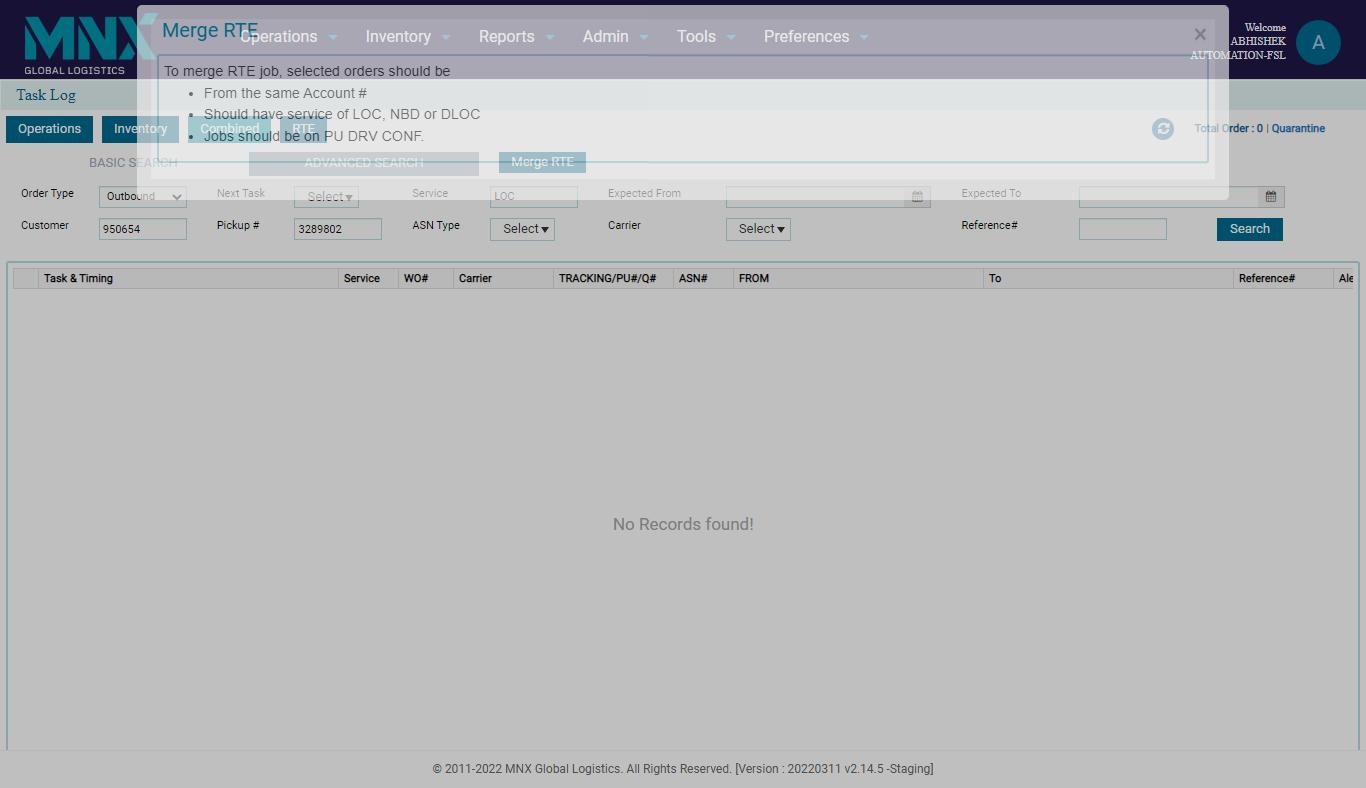 MNX
GLOBAL LOGISTICS
Merge RTE
Operations Inventory Reports Admin Tools Preferences
×
Welcome
ABHISHEK
AUTOMATION-FSL
A
To merge RTE job, selected orders should be
• From the same Account #
• Should have service of LOC, NBD or DLOC
• Jobs should be on PU DRV CONF.
Task Log
Operations Inventory Combined RTE
Total Order : 0 | Quarantine
BASIC SEARCH ADVANCED SEARCH Merge RTE
Order Type Outbound Next Task Select Service LOC Expected From Expected To
Customer 950654 Pickup # 3289802 ASN Type Select Carrier Select Reference# Search
Task & Timing Service WO# Carrier TRACKING/PU#/Q# ASN# FROM To Reference# Ale
No Records found!
© 2011-2022 MNX Global Logistics. All Rights Reserved. [Version : 20220311 v2.14.5 -Staging]